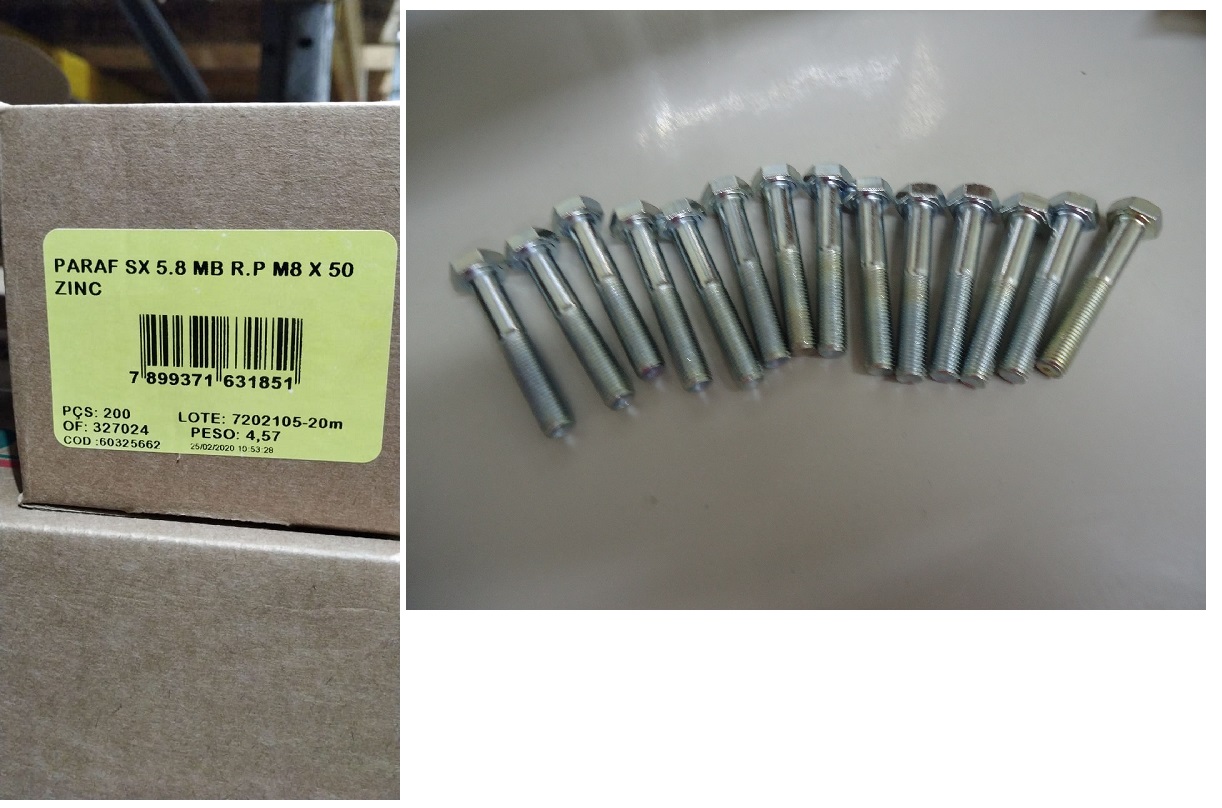 PARAF SX 5.8 MB R.P M8 X 50
ZINC
7 899371 631851
PÇS: 200
LOTE: 7202105-20m
OF: 327024
PESO: 4,57
COD :60325662
25/02/2020 10:53:28